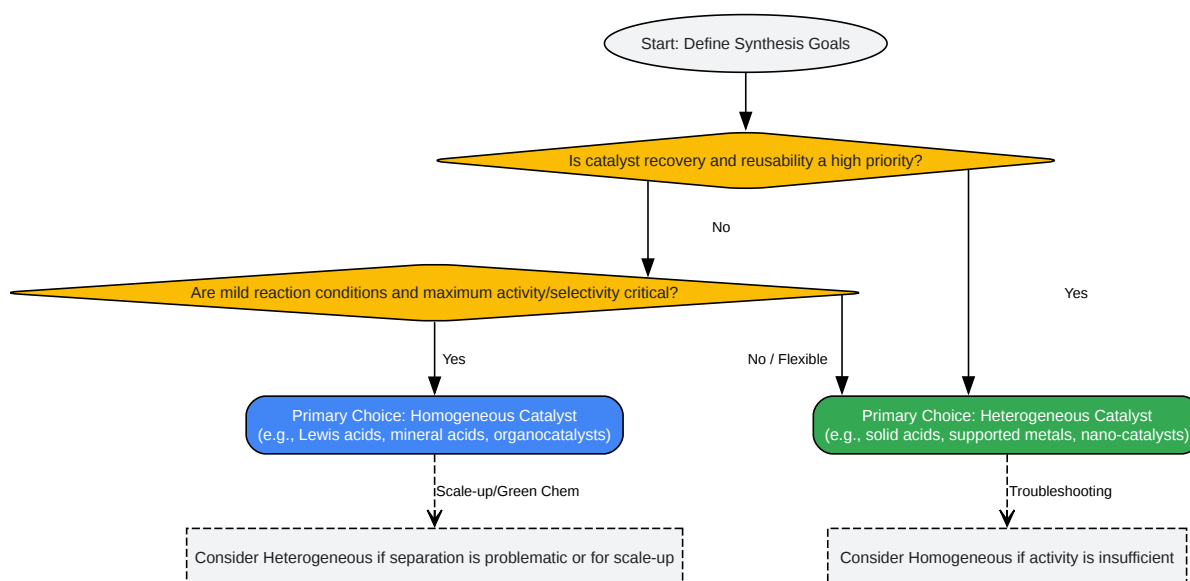 Start: Define Synthesis Goals
Is catalyst recovery and reusability a high priority?
No
Are mild reaction conditions and maximum activity/selectivity critical?
Yes
Yes
No / Flexible
Primary Choice: Homogeneous Catalyst
(e.g., Lewis acids, mineral acids, organocatalysts)
Primary Choice: Heterogeneous Catalyst
(e.g., solid acids, supported metals, nano-catalysts)
Scale-up/Green Chem
Troubleshooting
Consider Heterogeneous if separation is problematic or for scale-up
Consider Homogeneous if activity is insufficient